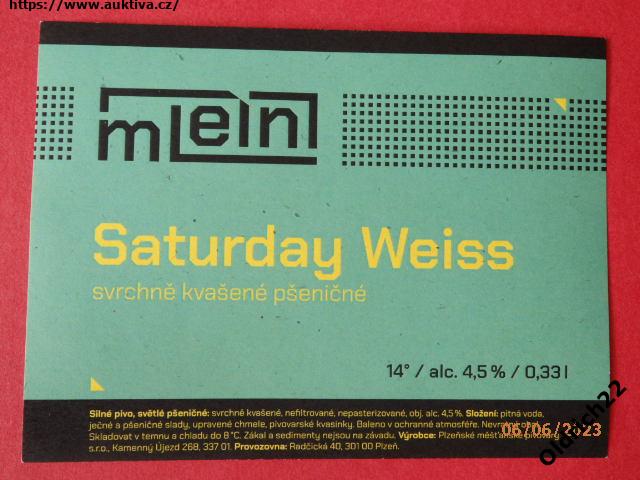 https://www.auktiva.cz/
mLein
Saturday Weiss
svrchně kvašené pšeničné
14° / alc. 4,5 % / 0,33 l
Silné pivo, světlé pšeničné: svrchně kvašené, nefiltrované, nepasterizované, obj. alc. 4,5 %. Složení: pitná voda,
ječné a pšeničné slady, upravené chmele, pivovarské kvasinky. Baleno v ochranné atmosféře. Nevratný obal.
Skladovat v temnu a chladu do 8 °C. Zákal a sedimenty nejsou na závadu. Výrobce: Plzeňské měšťanské pivovary
s.r.o., Kamenný Újezd 268, 337 01. Provozovna: Radčická 40, 301 00 Plzeň.
06/06/2023
Oldrich22